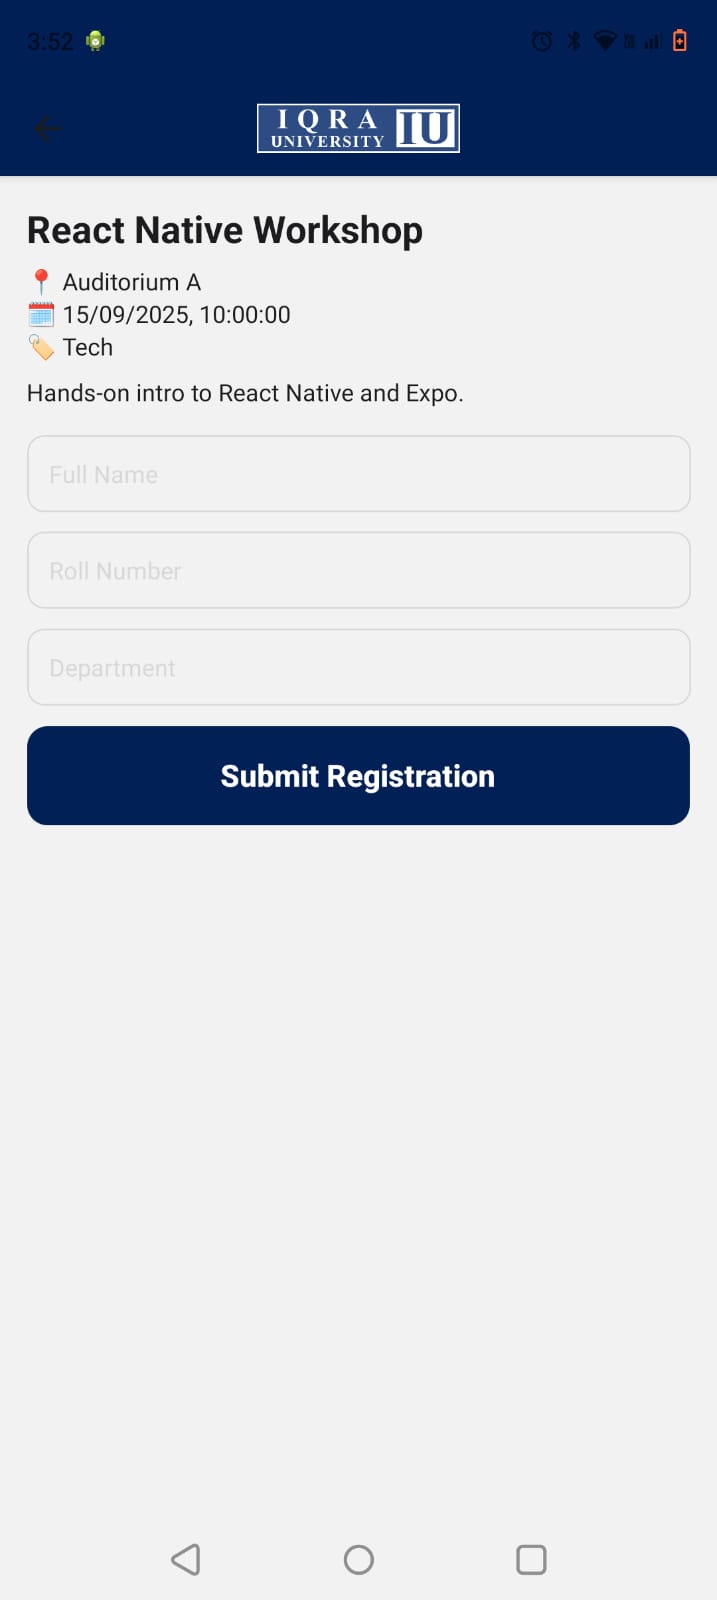 3:52
IQRA
UNIVERSITY
IU
React Native Workshop
📍 Auditorium A
🗓️ 15/09/2025, 10:00:00
🏷️ Tech
Hands-on intro to React Native and Expo.
Full Name
Roll Number
Department
Submit Registration